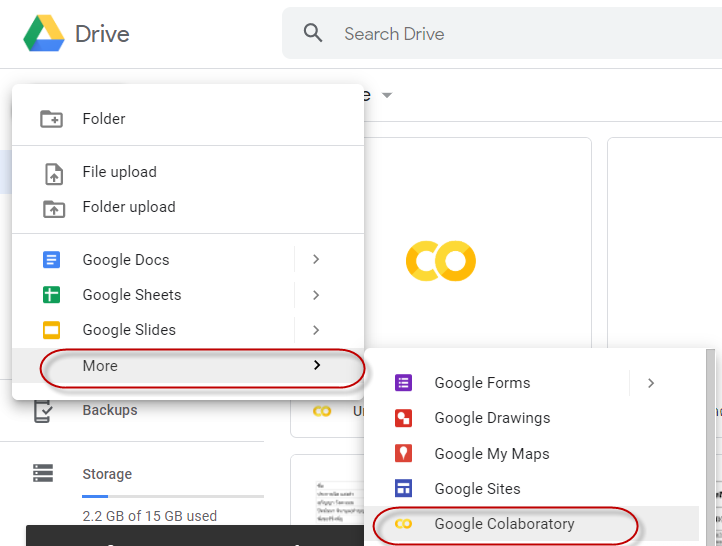 Drive
Search Drive
Folder
File upload
Folder upload
Google Docs
Google Sheets
Google Slides
More
Google Forms
Google Drawings
Google My Maps
Google Sites
Google Colaboratory
Backups
Storage
2.2 GB of 15 GB used